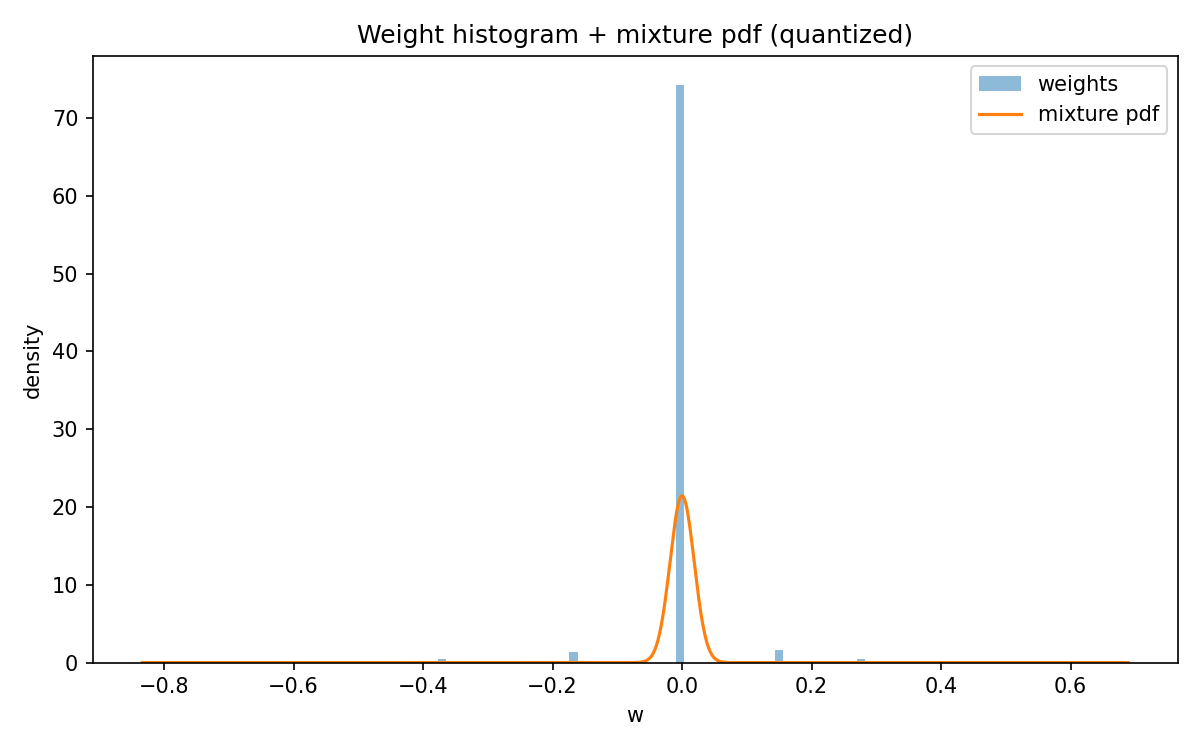 Weight histogram + mixture pdf (quantized)
weights
mixture pdf
density
70
60
50
40
30
20
10
0
−0.8 −0.6 −0.4 −0.2 0.0 0.2 0.4 0.6
w